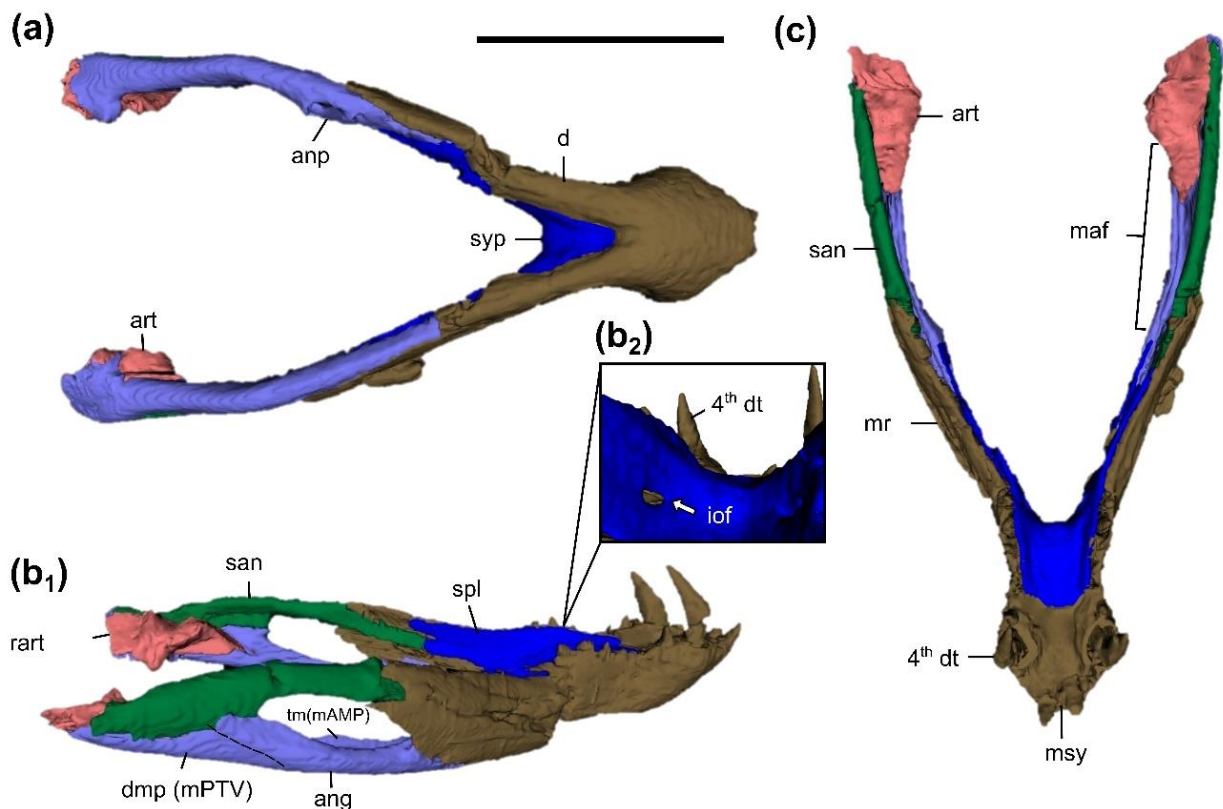 (a)
anp
d
syp
art
(b₂)
4th dt
iof
(b₁)
san
spl
rart
tm(mAMP)
dmp (mPTV)
ang
(c)
art
maf
san
mr
4th dt
msy